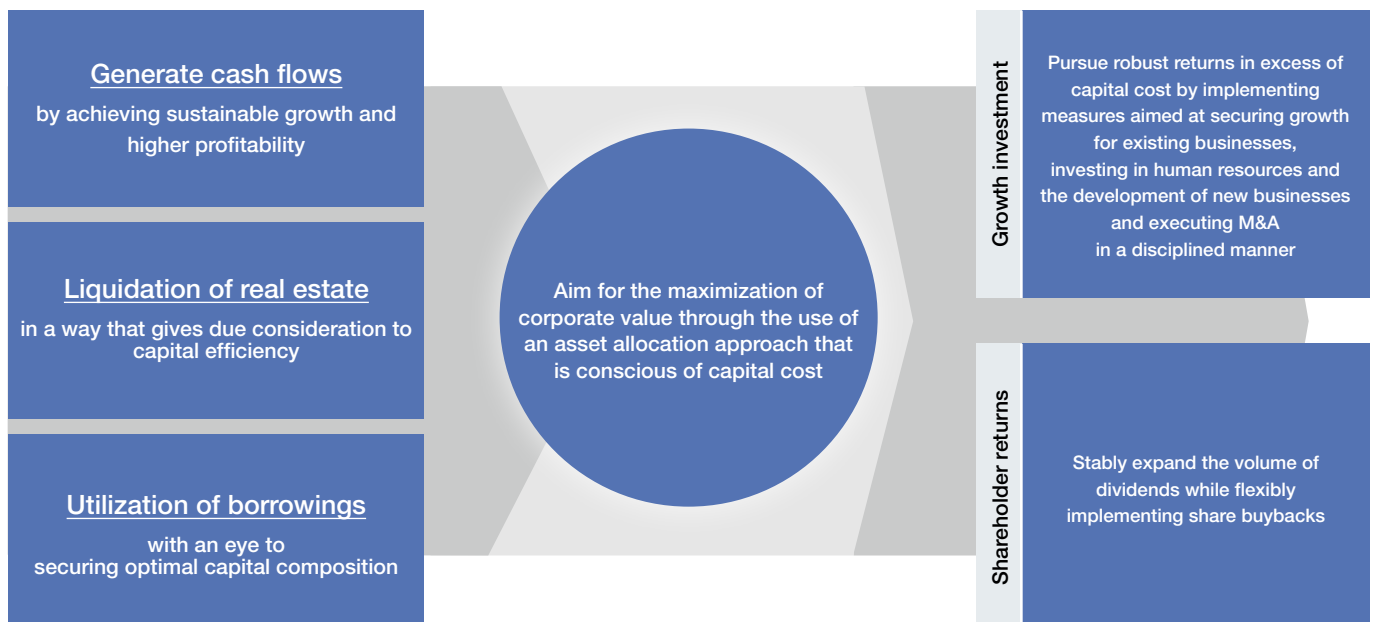 Generate cash flows
by achieving sustainable growth and
higher profitability
Liquidation of real estate
in a way that gives due consideration to
capital efficiency
Utilization of borrowings
with an eye to
securing optimal capital composition
Aim for the maximization of
corporate value through the use of
an asset allocation approach that
is conscious of capital cost
Growth investment
Pursue robust returns in excess of
capital cost by implementing
measures aimed at securing growth
for existing businesses,
investing in human resources and
the development of new businesses
and executing M&A
in a disciplined manner
Shareholder returns
Stably expand the volume of
dividends while flexibly
implementing share buybacks